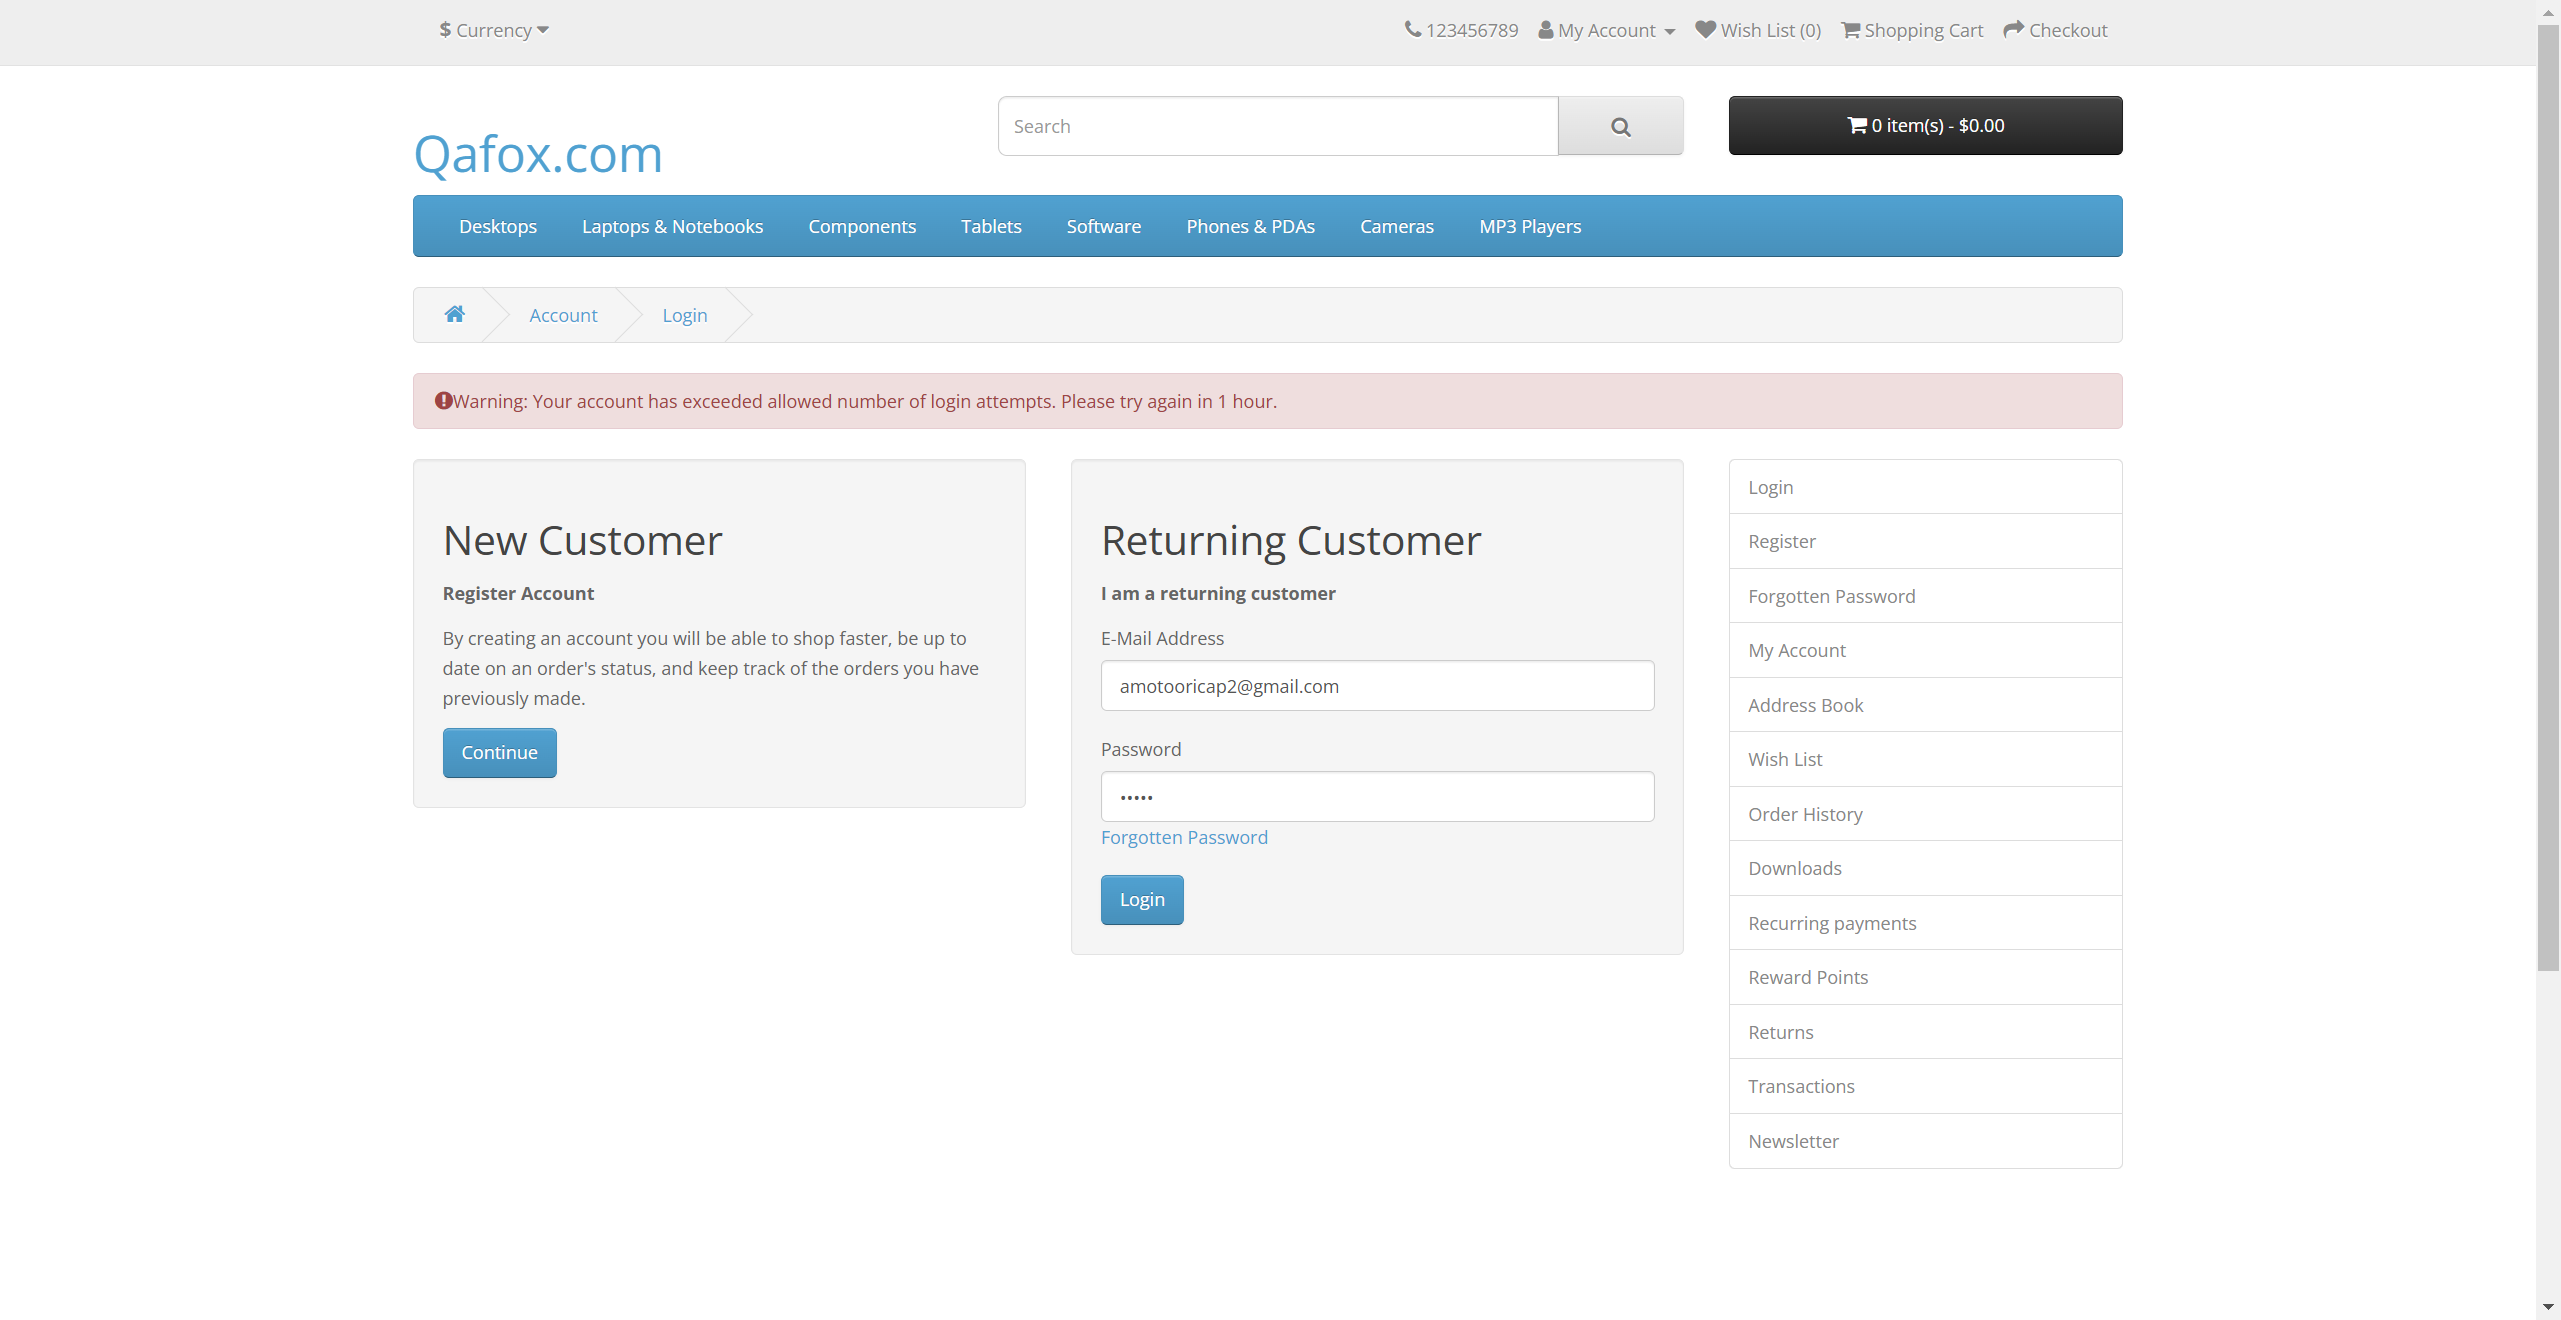 $ Currency
123456789 My Account Wish List (0) Shopping Cart Checkout
Qafox.com
Search
0 item(s) - $0.00
Desktops Laptops & Notebooks Components Tablets Software Phones & PDAs Cameras MP3 Players
Account Login
Warning: Your account has exceeded allowed number of login attempts. Please try again in 1 hour.
New Customer
Register Account
By creating an account you will be able to shop faster, be up to
date on an order's status, and keep track of the orders you have
previously made.
Continue
Returning Customer
I am a returning customer
E-Mail Address
amotooricap2@gmail.com
Password
•••••
Forgotten Password
Login
Login
Register
Forgotten Password
My Account
Address Book
Wish List
Order History
Downloads
Recurring payments
Reward Points
Returns
Transactions
Newsletter